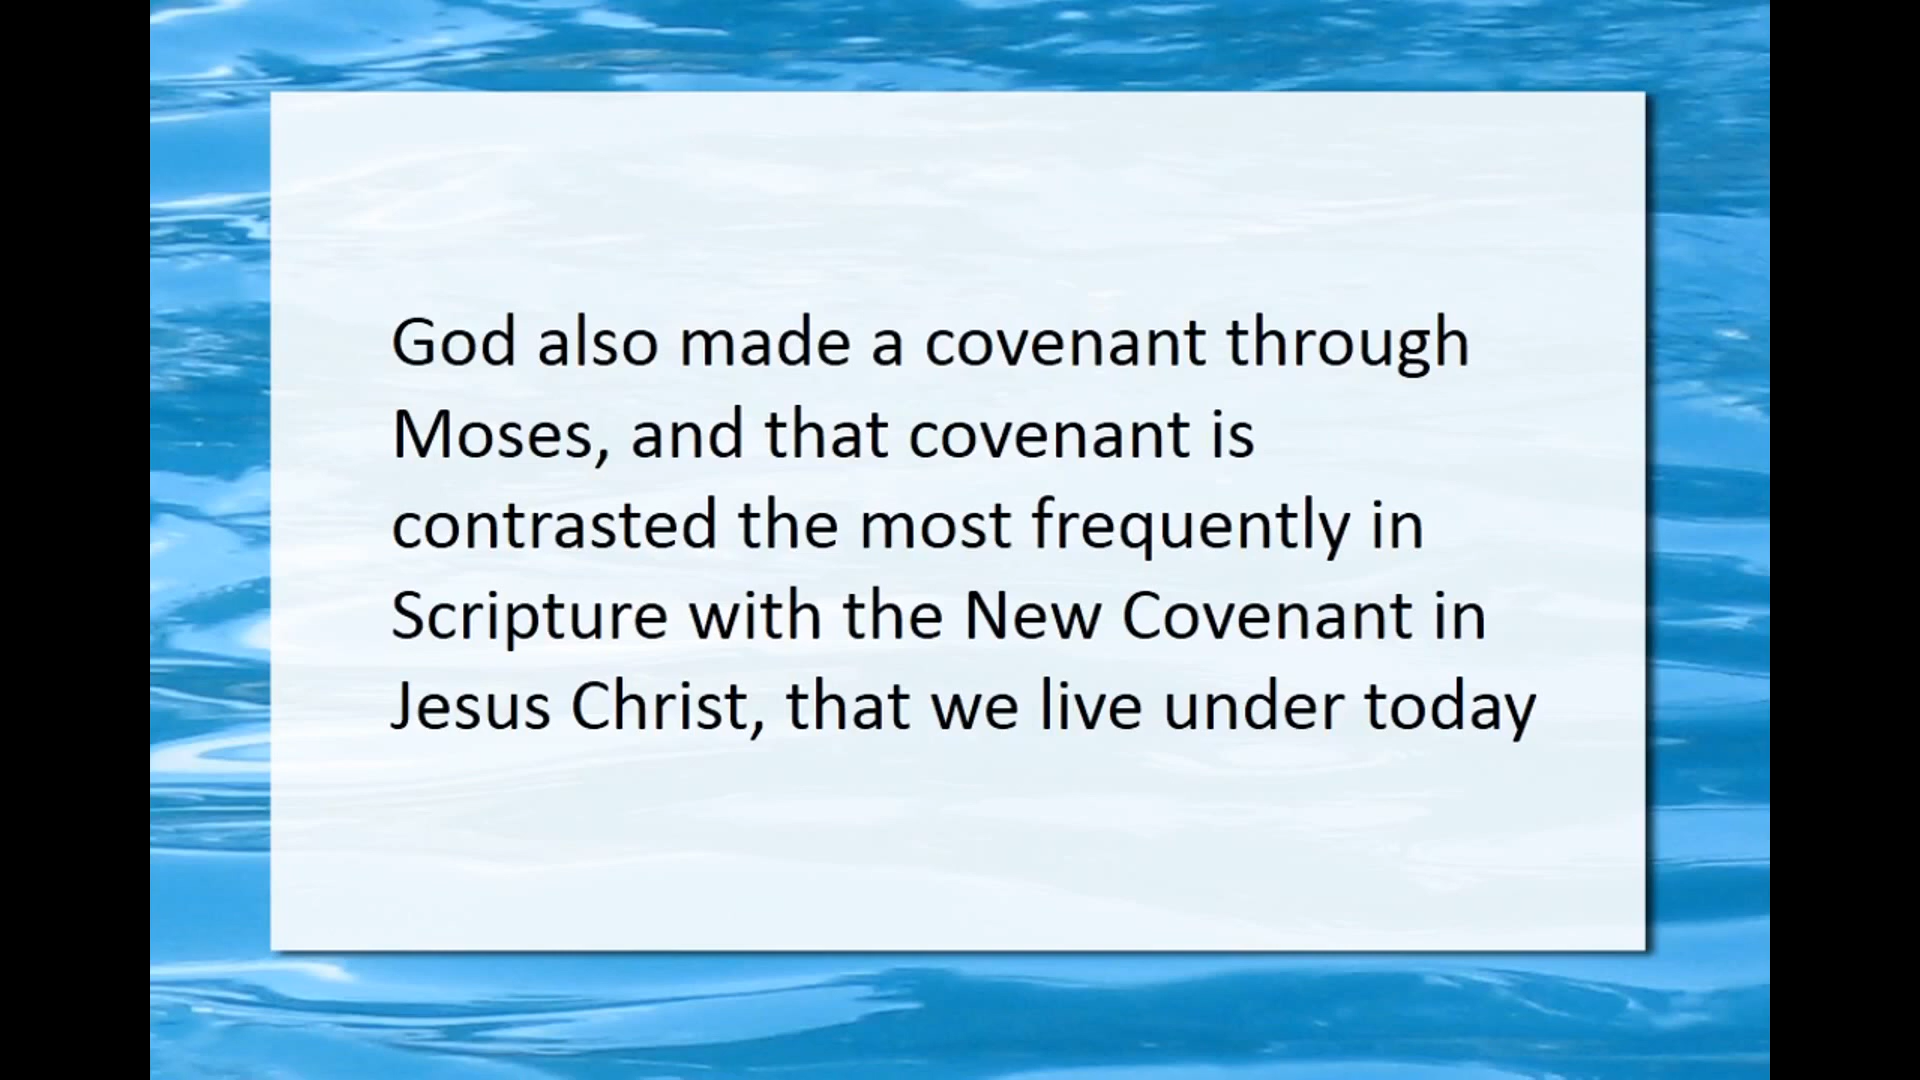 God also made a covenant through
Moses, and that covenant is
contrasted the most frequently in
Scripture with the New Covenant in
Jesus Christ, that we live under today